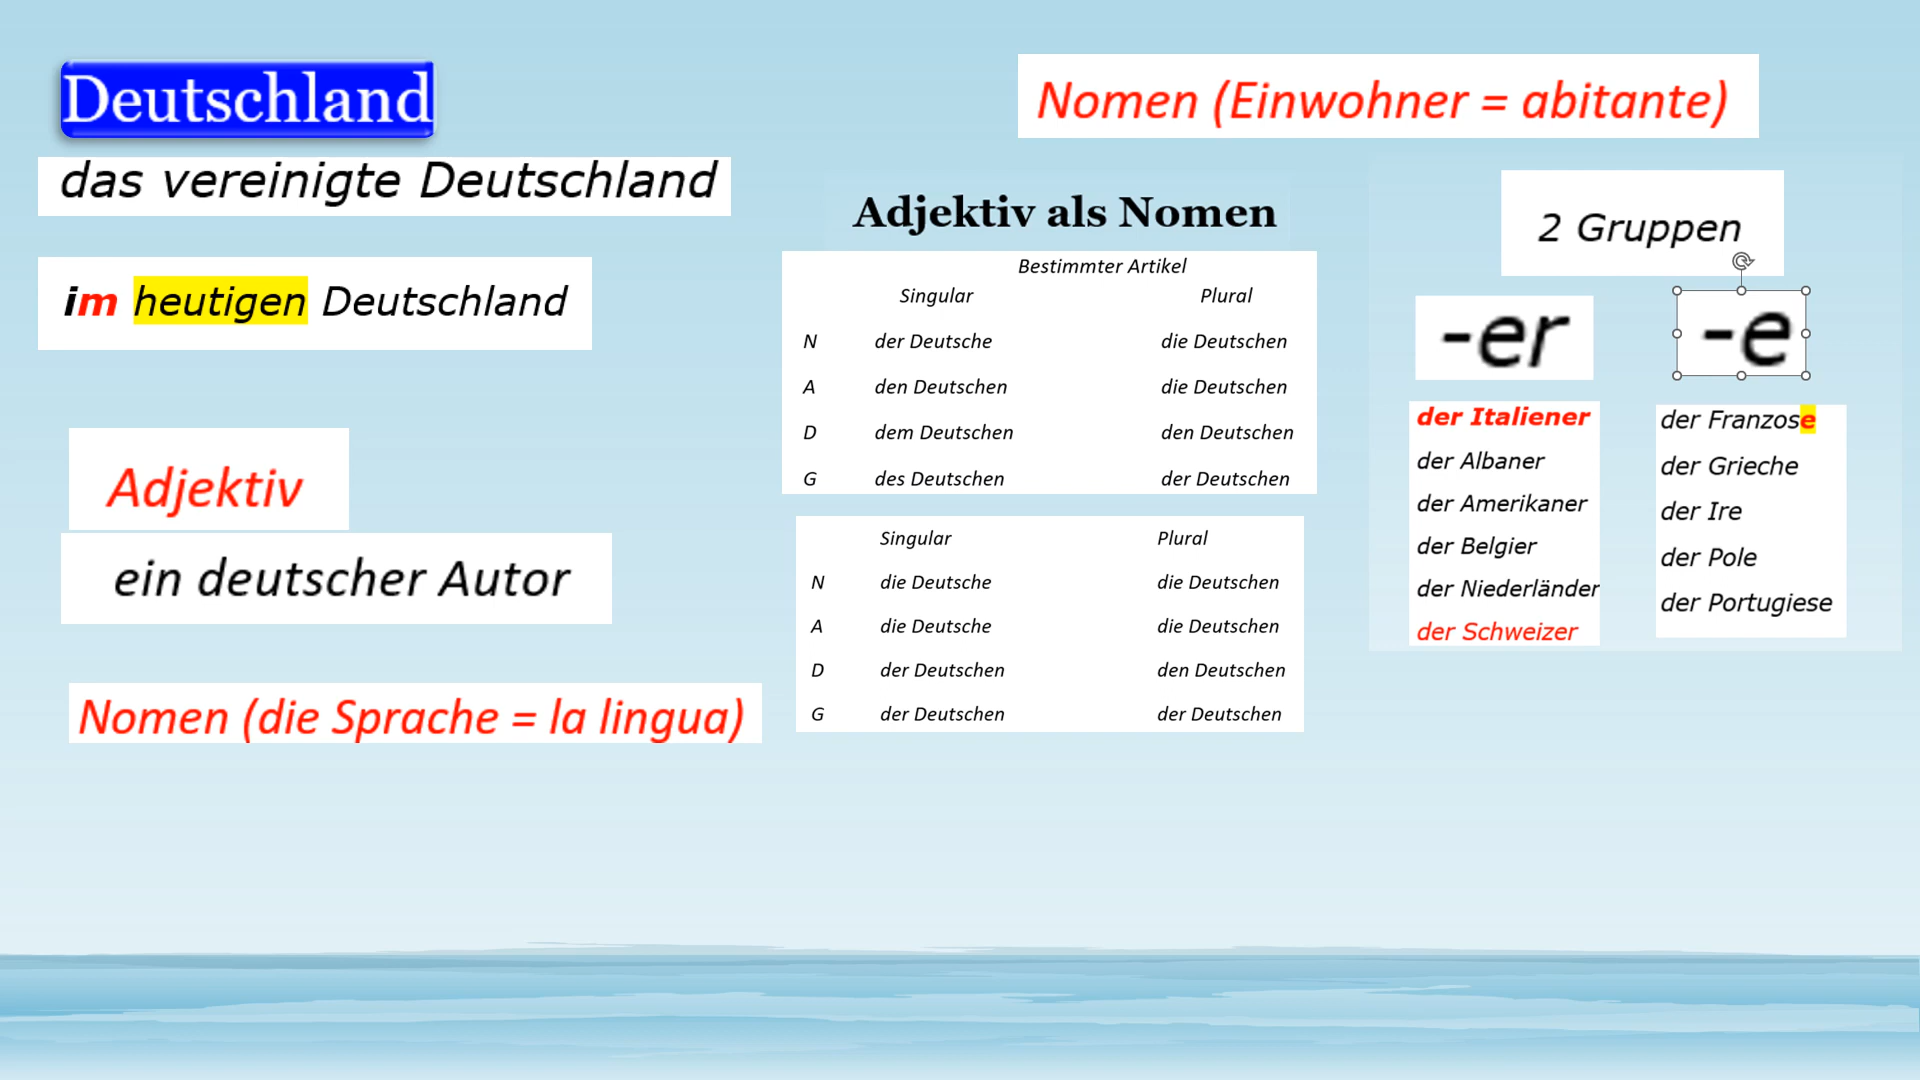 Deutschland
das vereinigte Deutschland
im heutigen Deutschland
Adjektiv
ein deutscher Autor
Nomen (die Sprache = la lingua)
Nomen (Einwohner = abitante)
Adjektiv als Nomen
Bestimmter Artikel
Singular Plural
N der Deutsche die Deutschen
A den Deutschen die Deutschen
D dem Deutschen den Deutschen
G des Deutschen der Deutschen
Singular Plural
N die Deutsche die Deutschen
A die Deutsche die Deutschen
D der Deutschen den Deutschen
G der Deutschen der Deutschen
2 Gruppen
-er
der Italiener
der Albaner
der Amerikaner
der Belgier
der Niederländer
der Schweizer
-e
der Franzose
der Grieche
der Ire
der Pole
der Portugiese